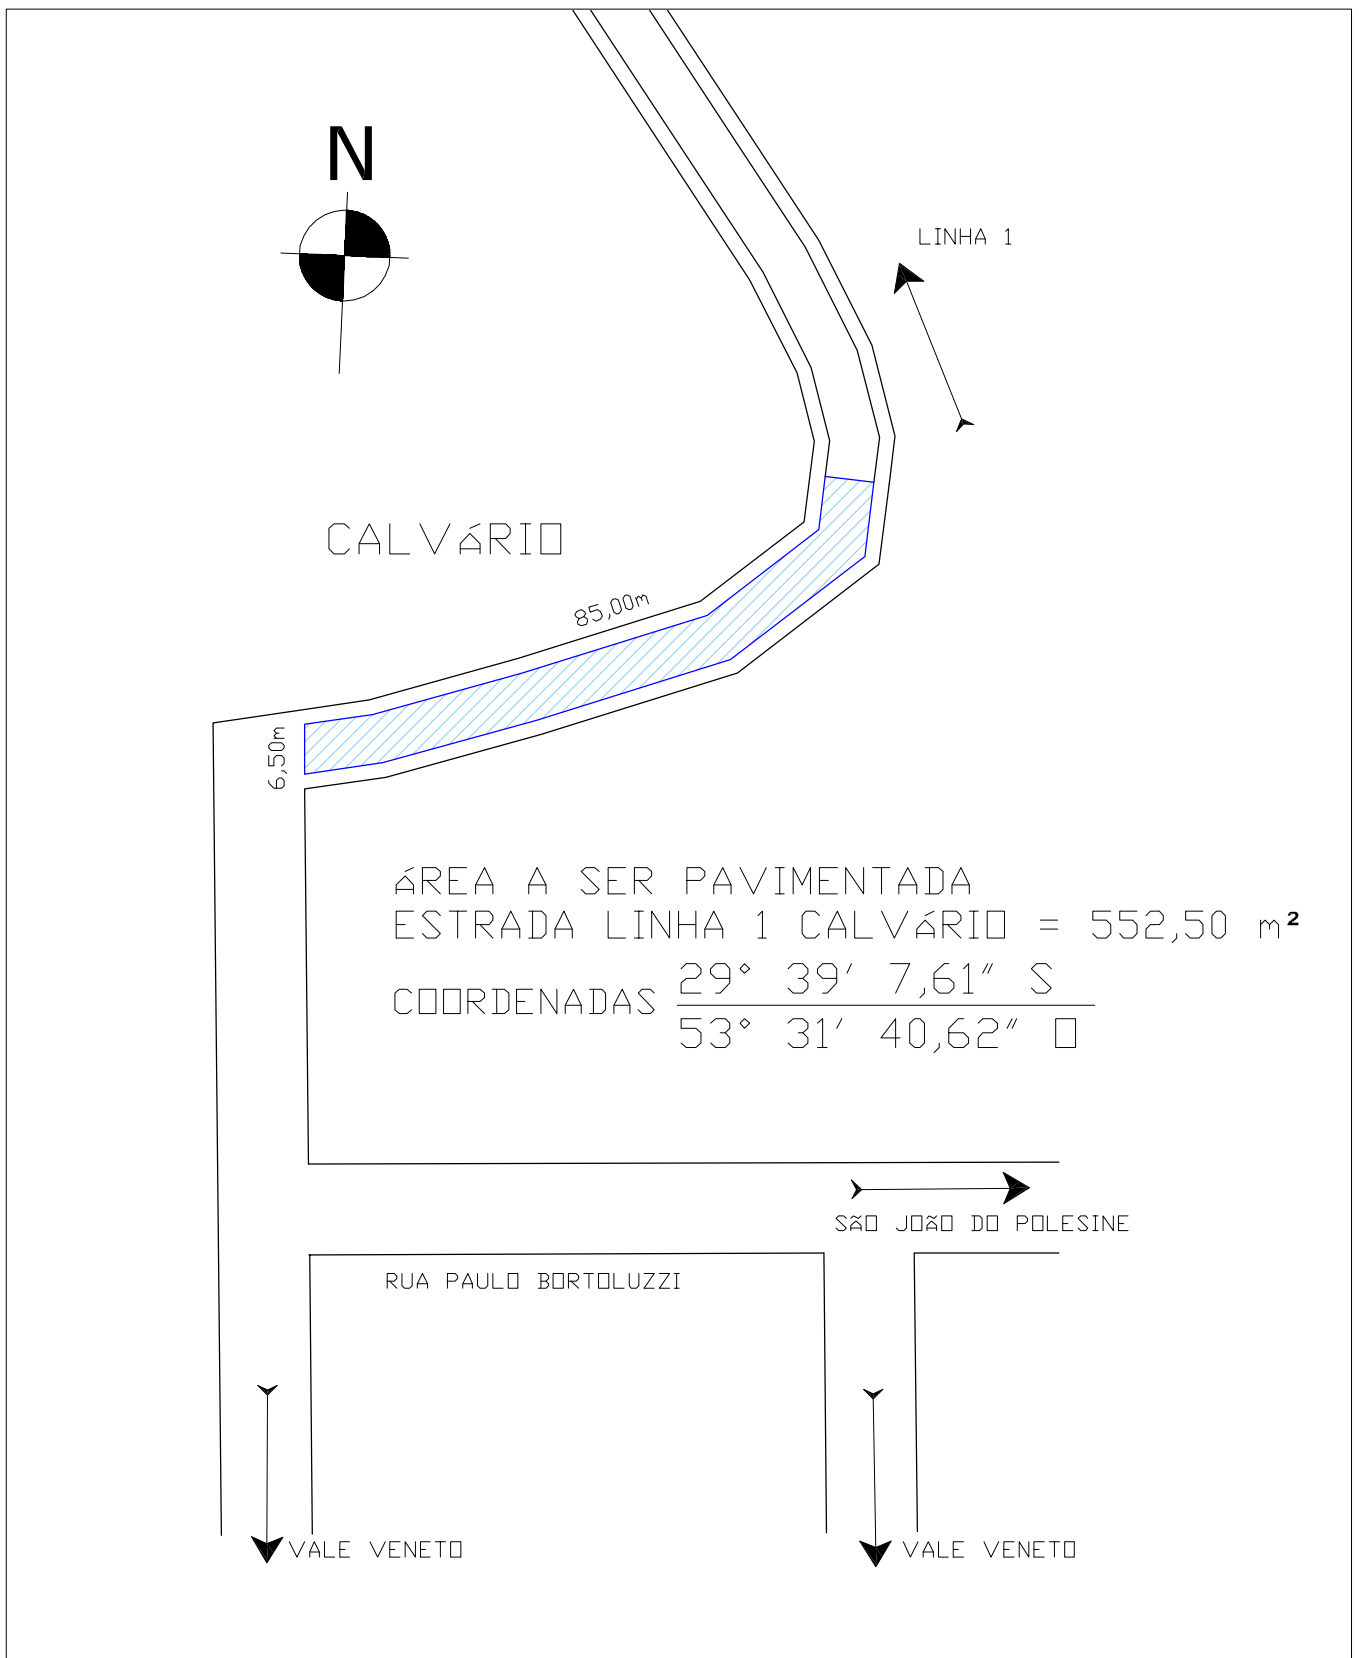 N
LINHA 1
CALVáRIO
85,00m
6,50m
áREA A SER PAVIMENTADA
ESTRADA LINHA 1 CALVáRIO = 552,50 m²
COORDENADAS
29° 39' 7,61" S
53° 31' 40,62" O
SãO JOãO DO POLESINE
RUA PAULO BORTOLUZZI
VALE VENETO
VALE VENETO